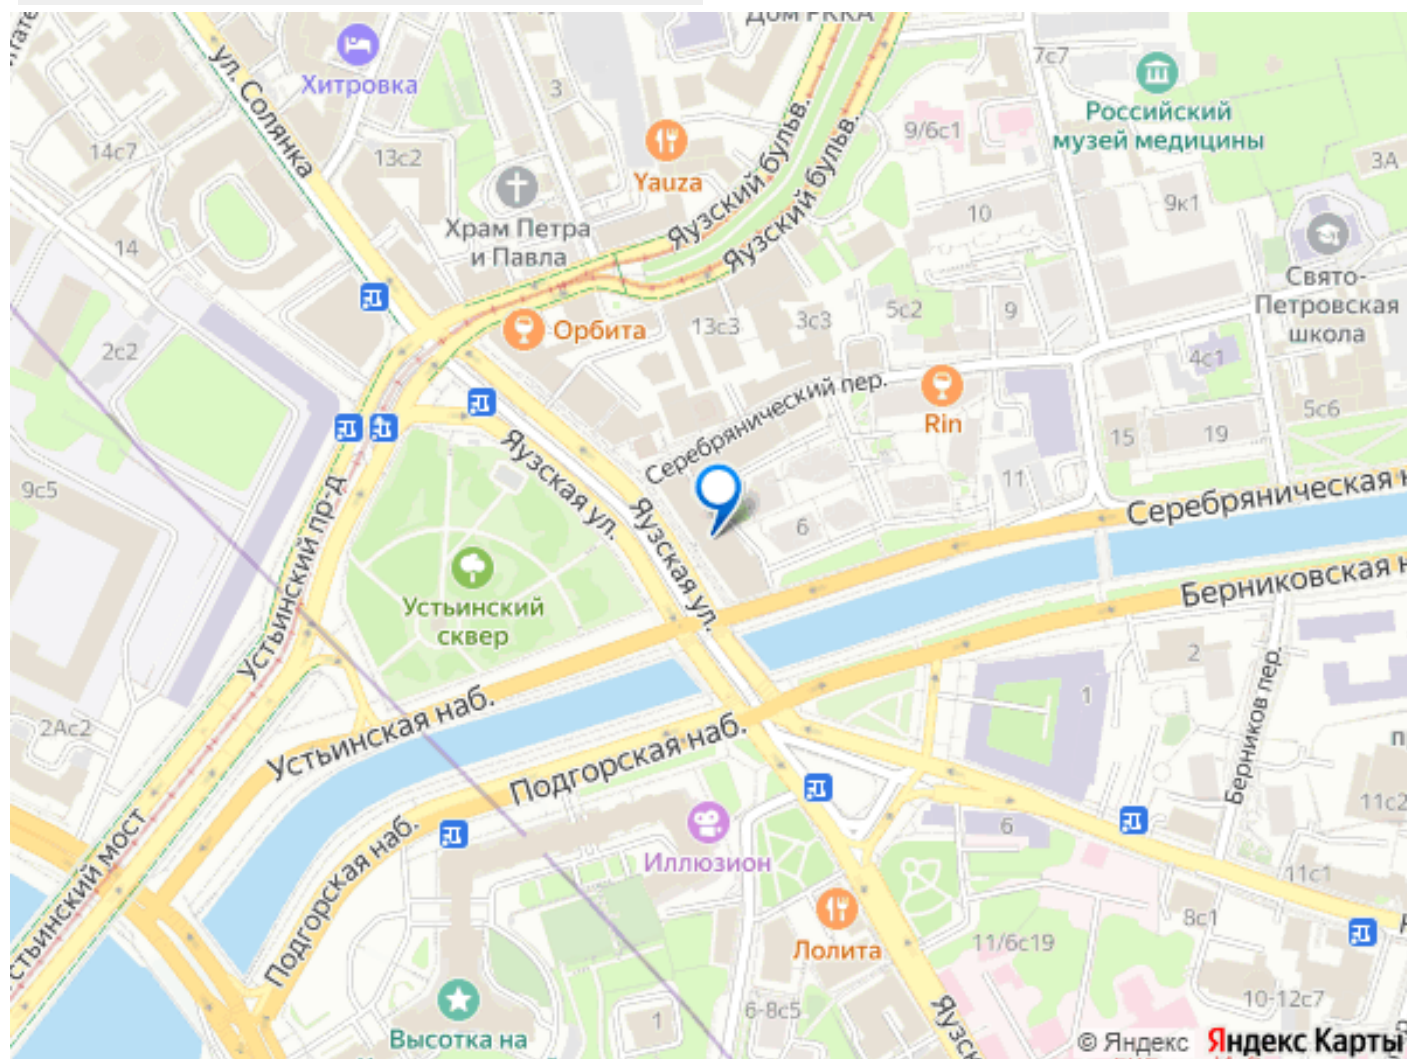 Дом РККА
ул. Солянка
Хитровка
3
7с7
Российский
музей медицины
9/6с1
14с7
13с2
Yauza
3А
Яузский бульв.
Яузский бульв.
10
9к1
Храм Петра
и Павла
14
Свято-
Петровская
школа
Орбита
13с3
3с3
5с2
9
2с2
4с1
Серебрянический пер.
Rin
5с6
15
19
Яузская ул.
11
9с5
Устьинский пр-д
Яузская ул.
6
Серебряническая н
Берниковская н
Устьинский
сквер
2
1
Берников пер.
2Ас2
Устьинская наб.
Подгорская наб.
11с2
6
Подгорская наб.
Иллюзион
11с1
Устьинский мост
8с1
Лолита
11/6с19
10-12с7
6-8с5
1
Высотка на
Яузск
© Яндекс Яндекс Карты